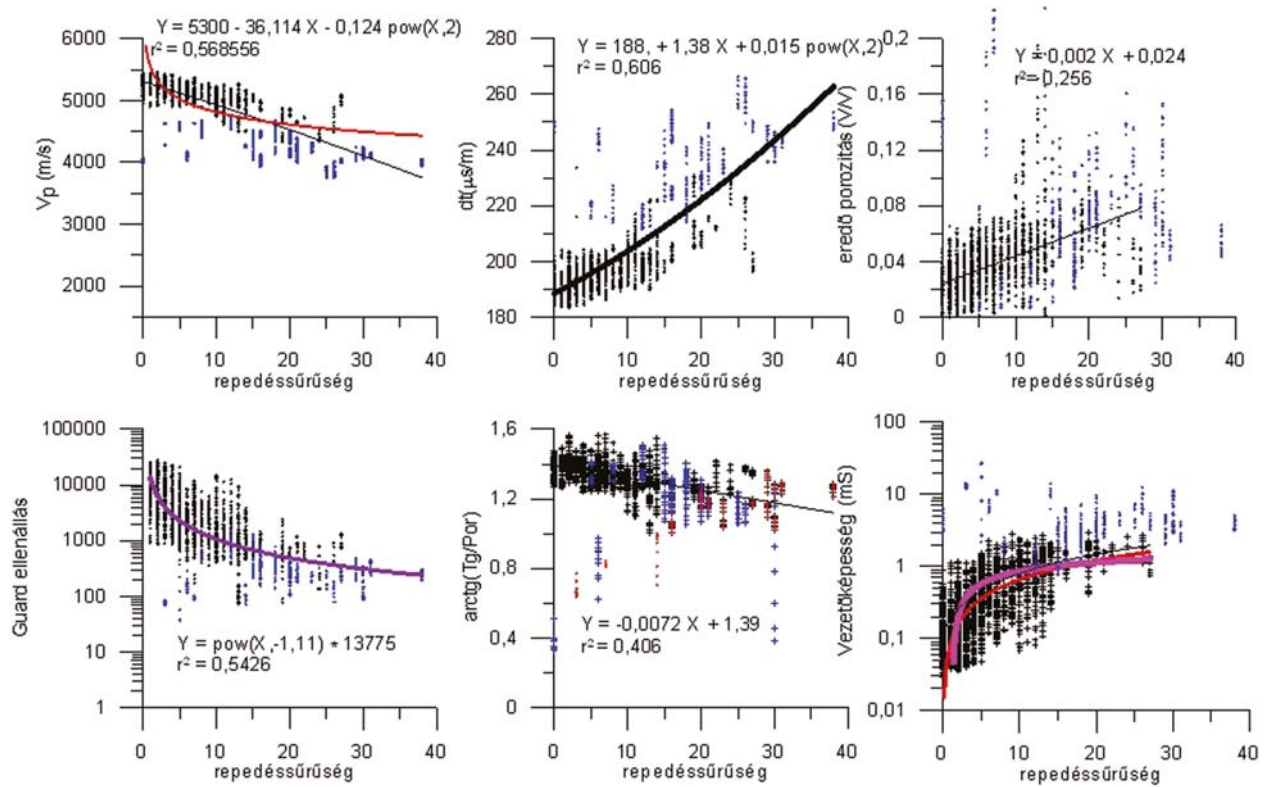 Y = 5300 - 36,114 X - 0,124 pow(X,2)
r² = 0,568556
6000
5000
4000
3000
2000
Vp (m/s)
0 10 20 30 40
repedéssűrűség
Y = 188, + 1,38 X + 0,015 pow(X,2)
r² = 0,606
280
260
240
220
200
180
dt(µs/m)
0 10 20 30 40
repedéssűrűség
Y = 0,002 X + 0,024
r² = 0,256
0,2
0,16
0,12
0,08
0,04
0
eredő porozitás (V/V)
0 10 20 30 40
repedéssűrűség
100000
10000
1000
100
10
1
Guard ellenállás
Y = pow(X,-1,11) * 13775
r² = 0,5426
0 10 20 30 40
repedéssűrűség
1,6
1,2
0,8
0,4
0
arctg(Tg/Por)
Y = -0,0072 X + 1,39
r² = 0,406
0 10 20 30 40
repedéssűrűség
100
10
1
0,1
0,01
Vezetőképesség (mS)
0 10 20 30 40
repedéssűrűség